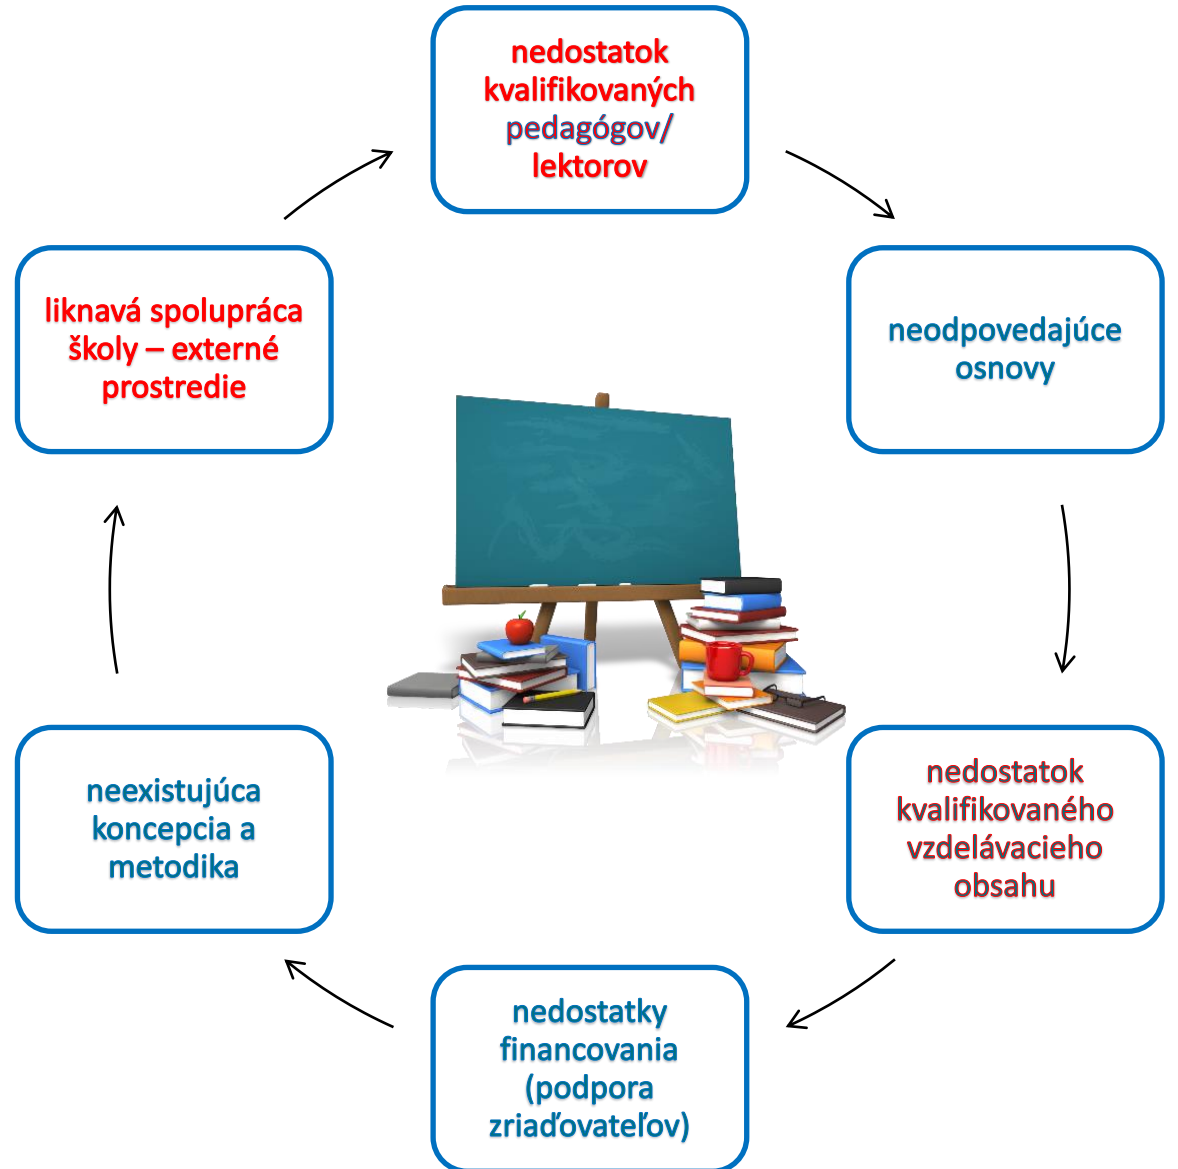 nedostatok
kvalifikovaných
pedagógov/
lektorov
neodpovedajúce
osnovy
nedostatok
kvalifikovaného
vzdelávacieho
obsahu
nedostatky
financovania
(podpora
zriaďovateľov)
neexistujúca
koncepcia a
metodika
liknavá spolupráca
školy – externé
prostredie